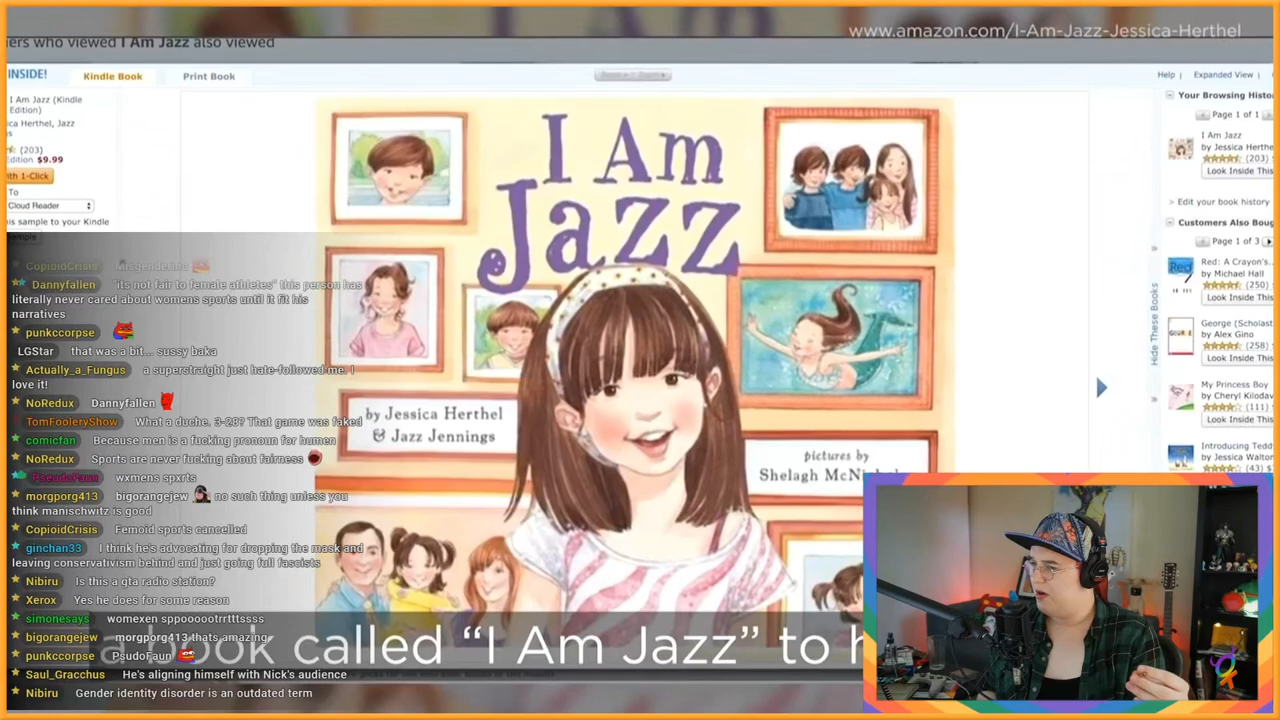 www.amazon.com/I-Am-Jazz-Jessica-Herthel
iers who viewed I Am Jazz also viewed
INSIDE!
Kindle Book
Print Book
Help |
Expanded View |
I Am Jazz (Kindle
Edition)
ica Herthel, Jazz
(203)
Edition $9.99
ith 1-Click
To
Cloud Reader
his sample to your Kindle
I Am
Jazz
by Jessica Herthel
& Jazz Jennings
pictures by
Shelagh McNi
Your Browsing Histo
Page 1 of 1
I Am Jazz
by Jessica Herthe
(203)
Look Inside This
> Edit your book history
Customers Also Boug
Page 1 of 3
Red: A Crayon's
by Michael Hall
(250)
Look Inside This
George (Scholast
by Alex Gino
(258)
Look Inside This
My Princess Boy
by Cheryl Kilodav
(111)
Look Inside This
Introducing Tedd
by Jessica Walton
(43)
Hide These Books
CopioidCrisis Misgendering
Dannyfallen "its not fair to female athletes" this person has
literally never cared about womens sports until it fit his
narratives
punkccorpse
LGStar that was a bit... sussy baka
Actually_a_Fungus a superstraight just hate-followed me. I
love it!
NoRedux Dannyfallen
TomFooleryShow What a duche. 3-28? That game was faked
comicfan Because men is a fucking pronoun for humen
NoRedux Sports are never fucking about fairness
PseudoFaun wxmens spxrts
morgporg413 bigorangejew no such thing unless you
think manischwitz is good
CopioidCrisis Femoid sports cancelled
ginchan33 I think he's advocating for dropping the mask and
leaving conservativism behind and just going full fascists
Nibiru Is this a gta radio station?
Xerox Yes he does for some reason
simonesays womexen sppoooootrrtttssss
bigorangejew morgporg413 thats amazing
punkccorpse PsudoFaun
Saul_Gracchus He's aligning himself with Nick's audience
Nibiru Gender identity disorder is an outdated term
a book called “I Am Jazz” to h